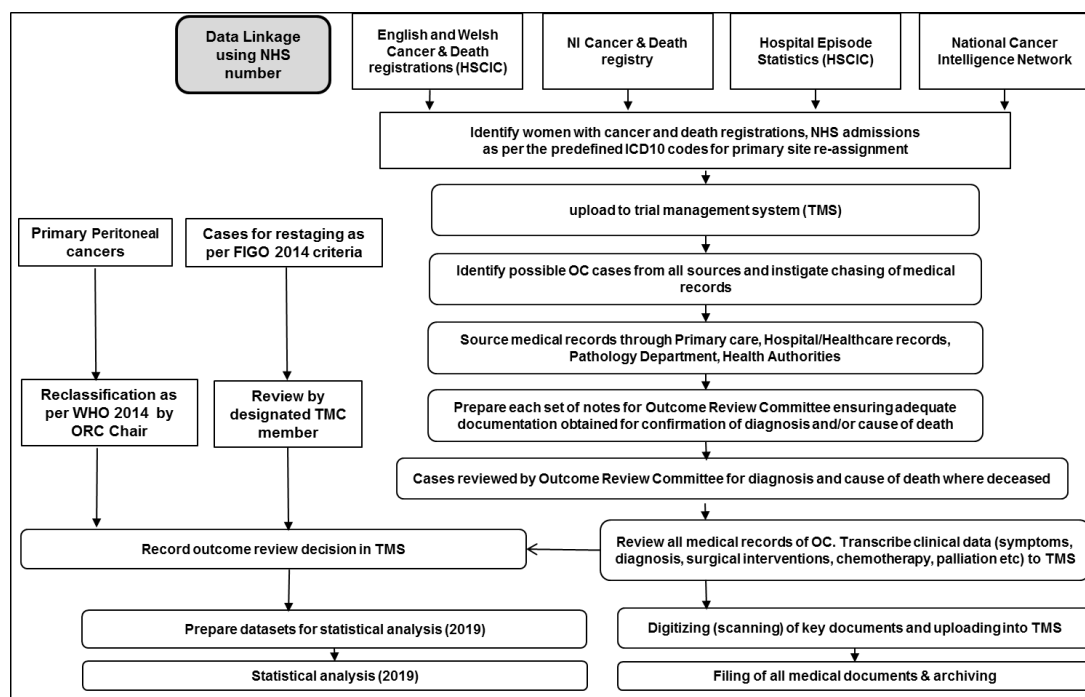 Data Linkage
using NHS
number
English and Welsh
Cancer & Death
registrations (HSCIC)
NI Cancer & Death
registry
Hospital Episode
Statistics (HSCIC)
National Cancer
Intelligence Network
Identify women with cancer and death registrations, NHS admissions
as per the predefined ICD10 codes for primary site re-assignment
upload to trial management system (TMS)
Primary Peritoneal
cancers
Cases for restaging as
per FIGO 2014 criteria
Identify possible OC cases from all sources and instigate chasing of medical
records
Source medical records through Primary care, Hospital/Healthcare records,
Pathology Department, Health Authorities
Reclassification as
per WHO 2014 by
ORC Chair
Review by
designated TMC
member
Prepare each set of notes for Outcome Review Committee ensuring adequate
documentation obtained for confirmation of diagnosis and/or cause of death
Cases reviewed by Outcome Review Committee for diagnosis and cause of death where deceased
Record outcome review decision in TMS
Review all medical records of OC. Transcribe clinical data (symptoms,
diagnosis, surgical interventions, chemotherapy, palliation etc) to TMS
Prepare datasets for statistical analysis (2019)
Digitizing (scanning) of key documents and uploading into TMS
Statistical analysis (2019)
Filing of all medical documents & archiving